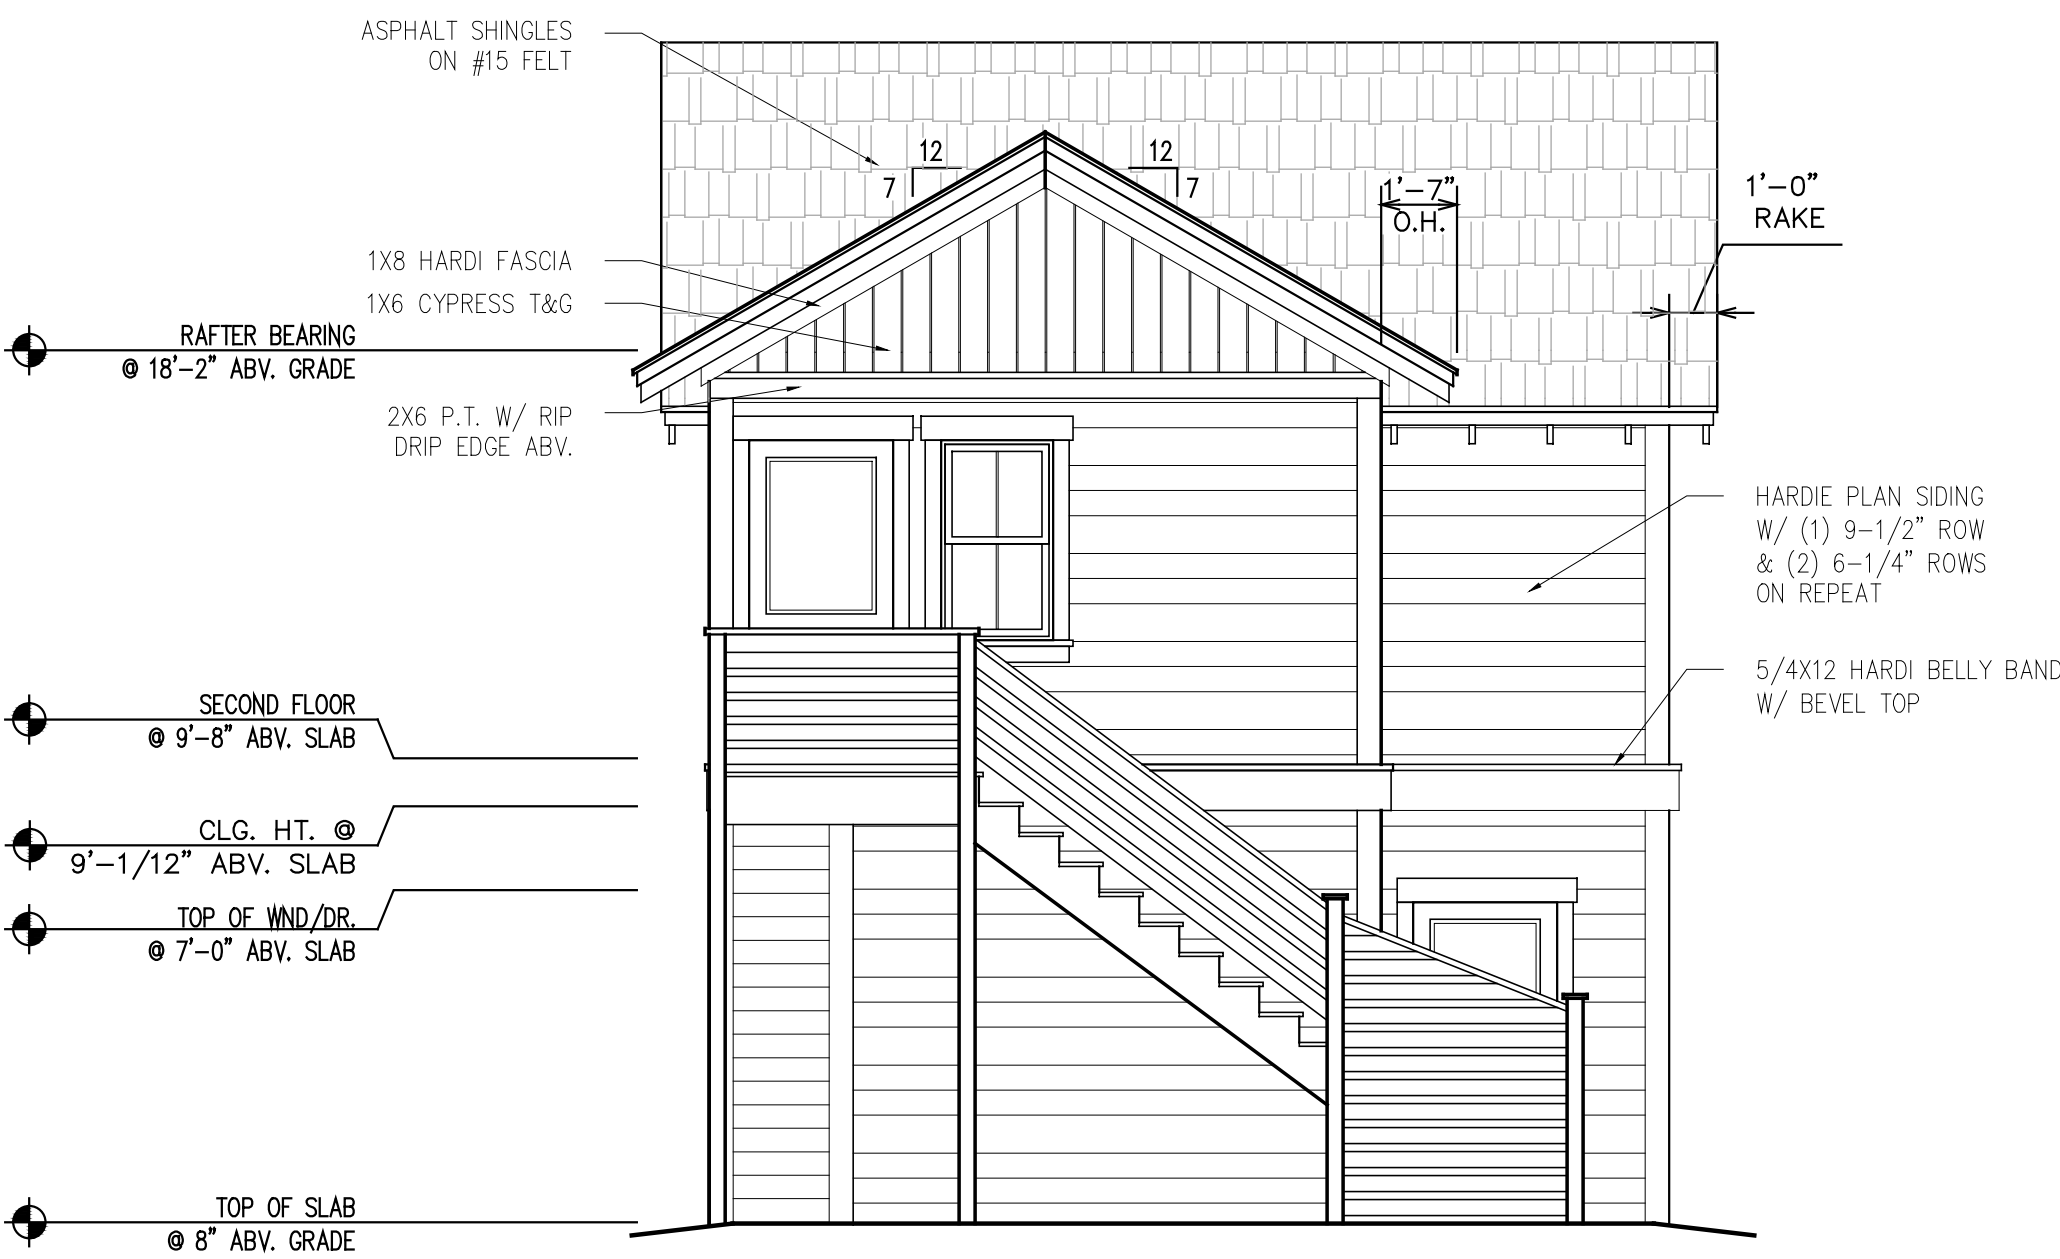 ASPHALT SHINGLES
ON #15 FELT
12
7
12
7
1'-7"
O.H.
1'-0"
RAKE
1X8 HARDI FASCIA
1X6 CYPRESS T&G
RAFTER BEARING
@ 18'-2" ABV. GRADE
2X6 P.T. W/ RIP
DRIP EDGE ABV.
HARDIE PLAN SIDING
W/ (1) 9-1/2" ROW
& (2) 6-1/4" ROWS
ON REPEAT
5/4X12 HARDI BELLY BAND
W/ BEVEL TOP
SECOND FLOOR
@ 9'-8" ABV. SLAB
CLG. HT. @
9'-1/12" ABV. SLAB
TOP OF WND/DR.
@ 7'-0" ABV. SLAB
TOP OF SLAB
@ 8" ABV. GRADE